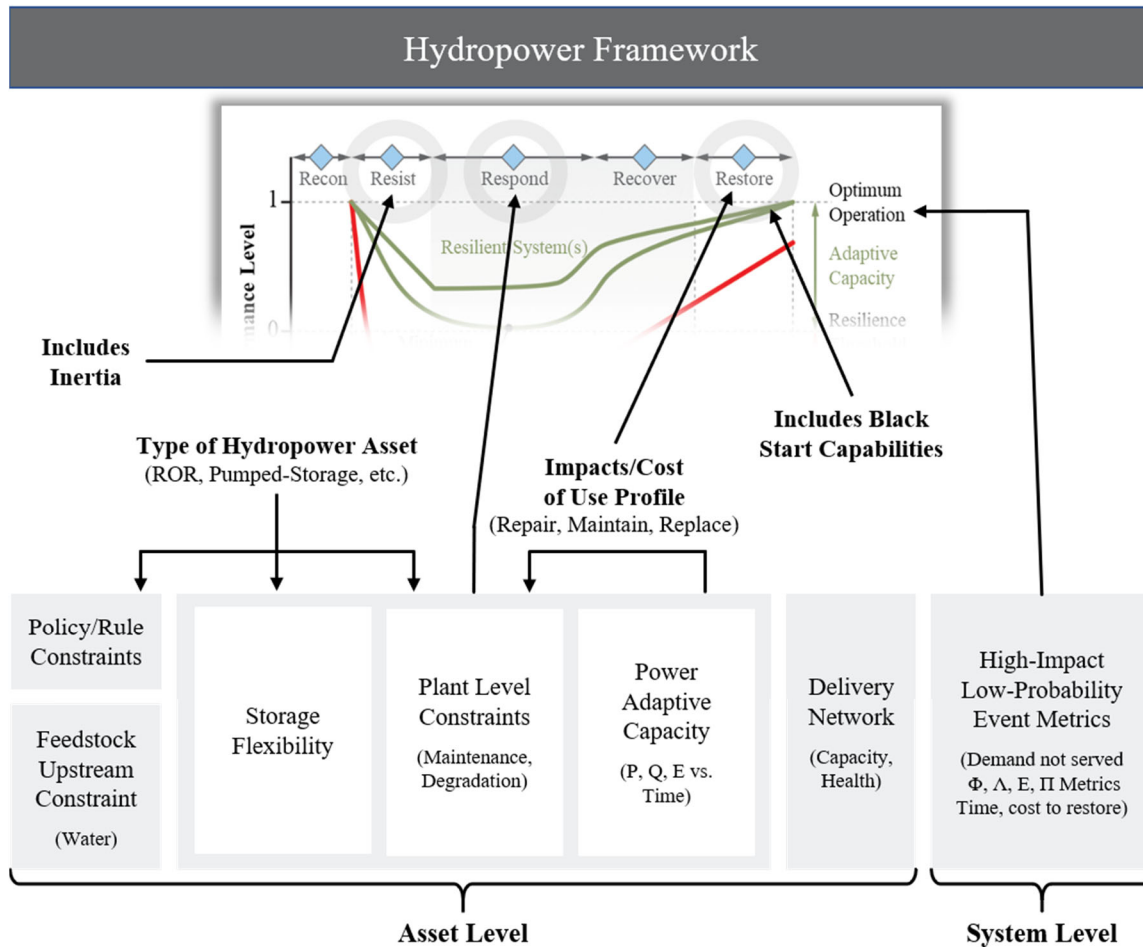 Hydropower Framework
Recon
Resist
Respond
Recover
Restore
1
Optimum
Operation
Resilient System(s)
Adaptive
Capacity
Level
0
Resilience
Includes
Inertia
Includes Black
Start Capabilities
Type of Hydropower Asset
(ROR, Pumped-Storage, etc.)
Impacts/Cost
of Use Profile
(Repair, Maintain, Replace)
Policy/Rule
Constraints
Feedstock
Upstream
Constraint
(Water)
Storage
Flexibility
Plant Level
Constraints
(Maintenance,
Degradation)
Power
Adaptive
Capacity
(P, Q, E vs.
Time)
Delivery
Network
(Capacity,
Health)
High-Impact
Low-Probability
Event Metrics
(Demand not served
Φ, Λ, E, Π Metrics
Time, cost to restore)
Asset Level
System Level